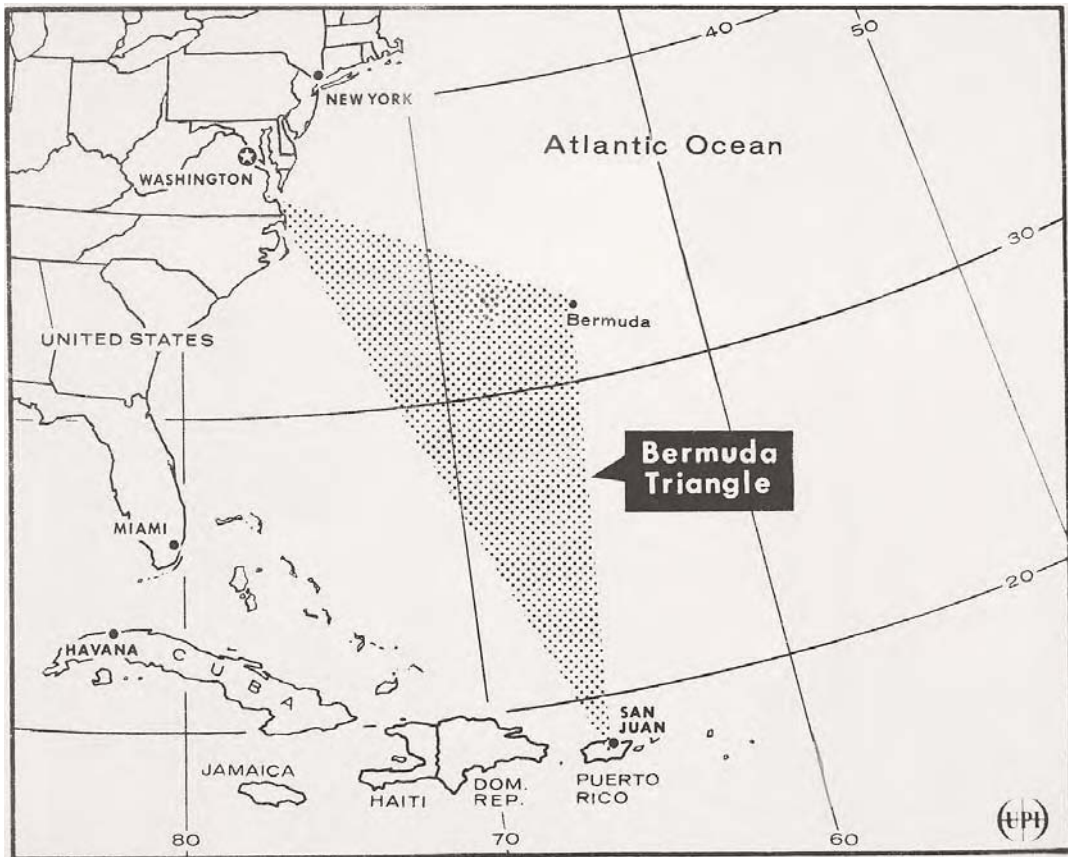 40
50
NEW YORK
Atlantic Ocean
WASHINGTON
30
Bermuda
UNITED STATES
Bermuda
Triangle
MIAMI
20
HAVANA
CUBA
SAN
JUAN
JAMAICA
HAITI
DOM.
REP.
PUERTO
RICO
UPI
80
70
60